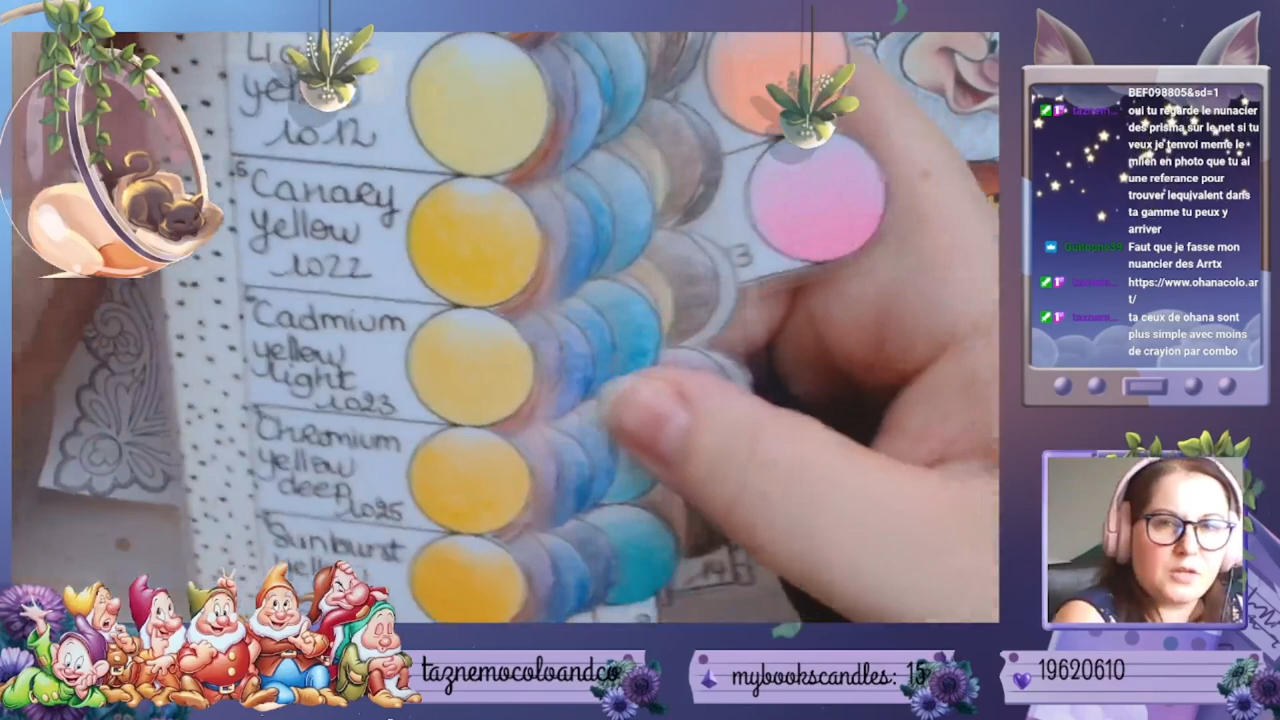 yellow
1012
Canary
yellow
1022
Cadmium
yellow
light
1023
Chromium
yellow
deep 1025
Sunburst
yellow
BEF098805&sd=1
oui tu regarde le nunacier
des prisma sur le net si tu
veux je tenvoi meme le
mien en photo que tu ai
une referance pour
trouver lequivalent dans
ta gamme tu peux y
arriver
Faut que je fasse mon
nuancier des Arrtx
https://www.ohanacolo.ar
t/
ta ceux de ohana sont
plus simple avec moins
de crayion par combo
taznemocoloandco
mybookscandles: 15
19620610